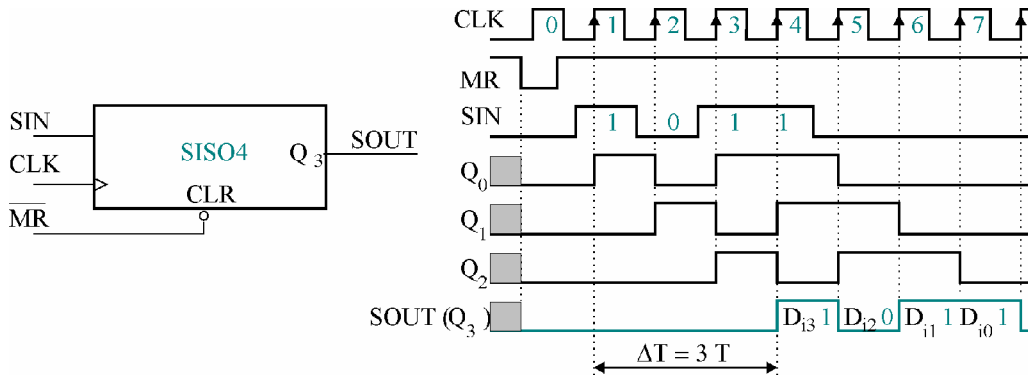 SIN
CLK
MR
SISO4
CLR
Q3
SOUT
CLK 0 1 2 3 4 5 6 7
MR
SIN 1 0 1 1
Q0
Q1
Q2
SOUT (Q3) Di3 1 Di2 0 Di1 1 Di0 1
ΔT = 3 T